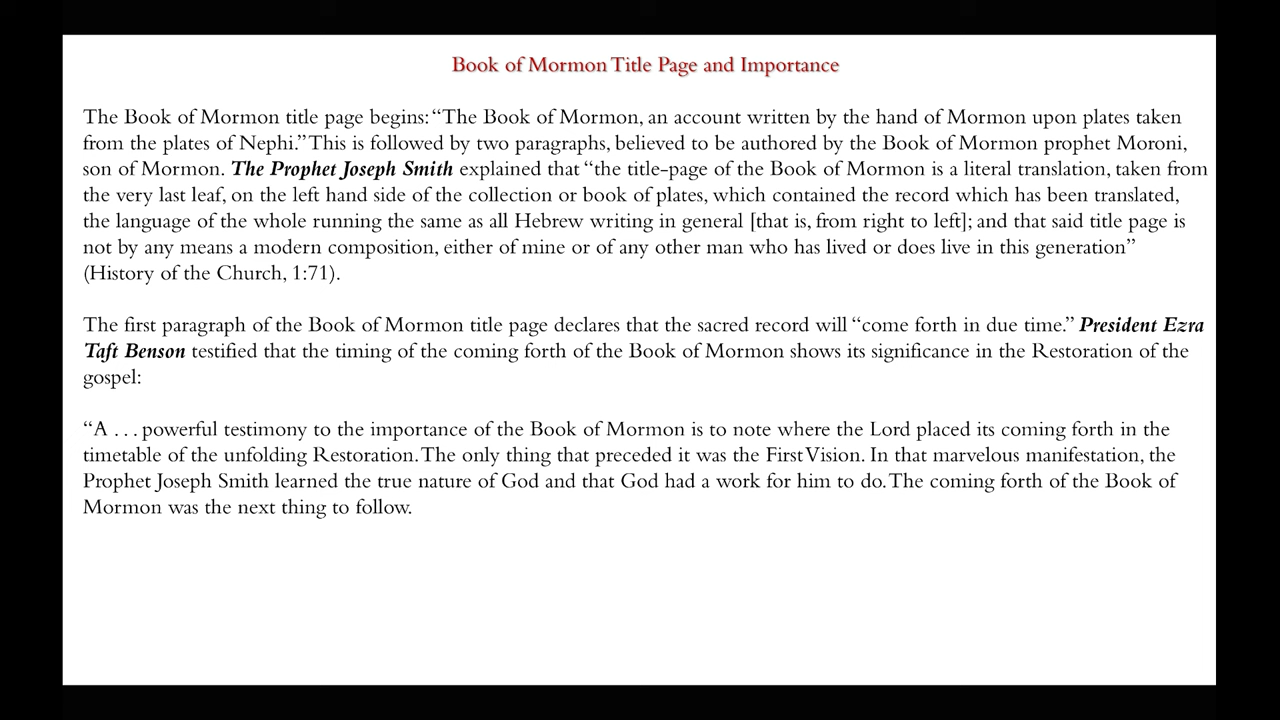 Book of Mormon Title Page and Importance
The Book of Mormon title page begins: “The Book of Mormon, an account written by the hand of Mormon upon plates taken
from the plates of Nephi.” This is followed by two paragraphs, believed to be authored by the Book of Mormon prophet Moroni,
son of Mormon. The Prophet Joseph Smith explained that “the title-page of the Book of Mormon is a literal translation, taken from
the very last leaf, on the left hand side of the collection or book of plates, which contained the record which has been translated,
the language of the whole running the same as all Hebrew writing in general [that is, from right to left]; and that said title page is
not by any means a modern composition, either of mine or of any other man who has lived or does live in this generation”
(History of the Church, 1:71).
The first paragraph of the Book of Mormon title page declares that the sacred record will “come forth in due time.” President Ezra
Taft Benson testified that the timing of the coming forth of the Book of Mormon shows its significance in the Restoration of the
gospel:
“A . . . powerful testimony to the importance of the Book of Mormon is to note where the Lord placed its coming forth in the
timetable of the unfolding Restoration. The only thing that preceded it was the First Vision. In that marvelous manifestation, the
Prophet Joseph Smith learned the true nature of God and that God had a work for him to do. The coming forth of the Book of
Mormon was the next thing to follow.